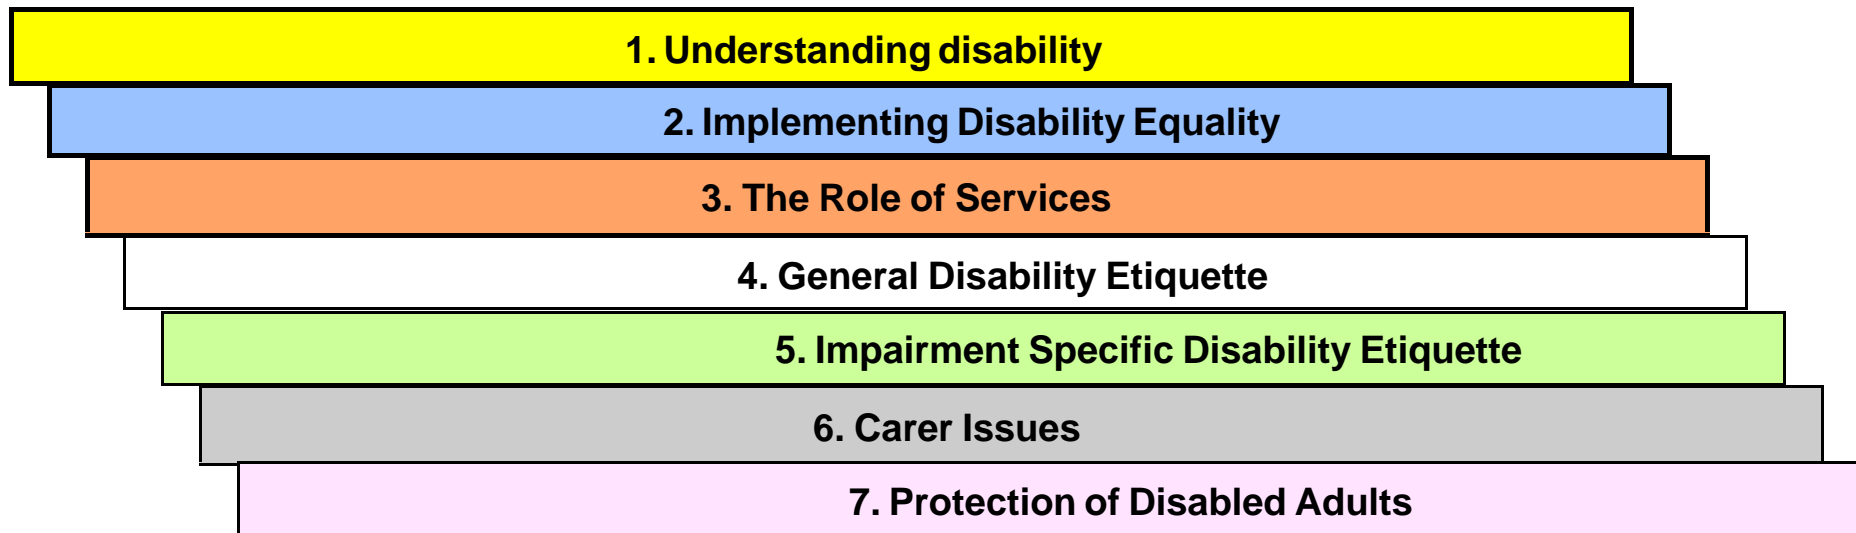 1. Understanding disability
2. Implementing Disability Equality
3. The Role of Services
4. General Disability Etiquette
5. Impairment Specific Disability Etiquette
6. Carer Issues
7. Protection of Disabled Adults